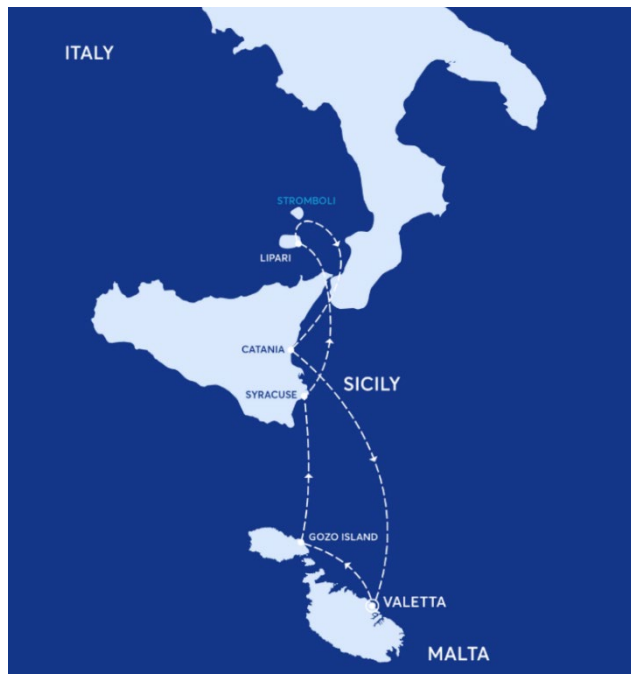 ITALY
STROMBOLI
LIPARI
CATANIA
SICILY
SYRACUSE
GOZO ISLAND
VALETTA
MALTA